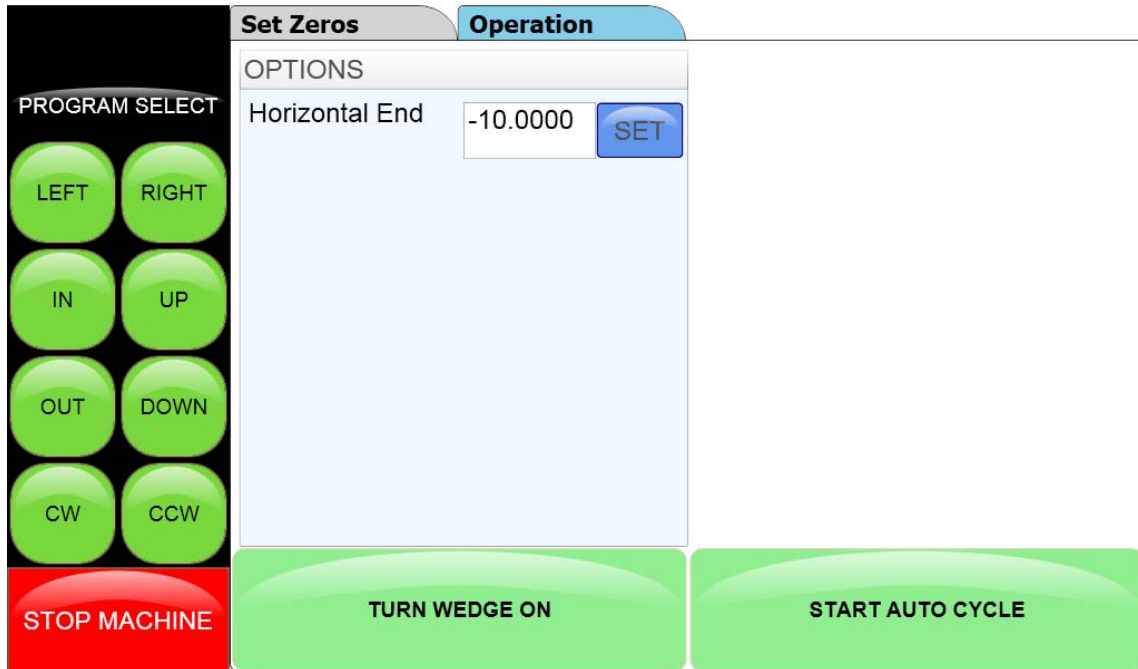 Set Zeros
Operation
PROGRAM SELECT
OPTIONS
Horizontal End
-10.0000
SET
LEFT
RIGHT
IN
UP
OUT
DOWN
CW
CCW
STOP MACHINE
TURN WEDGE ON
START AUTO CYCLE